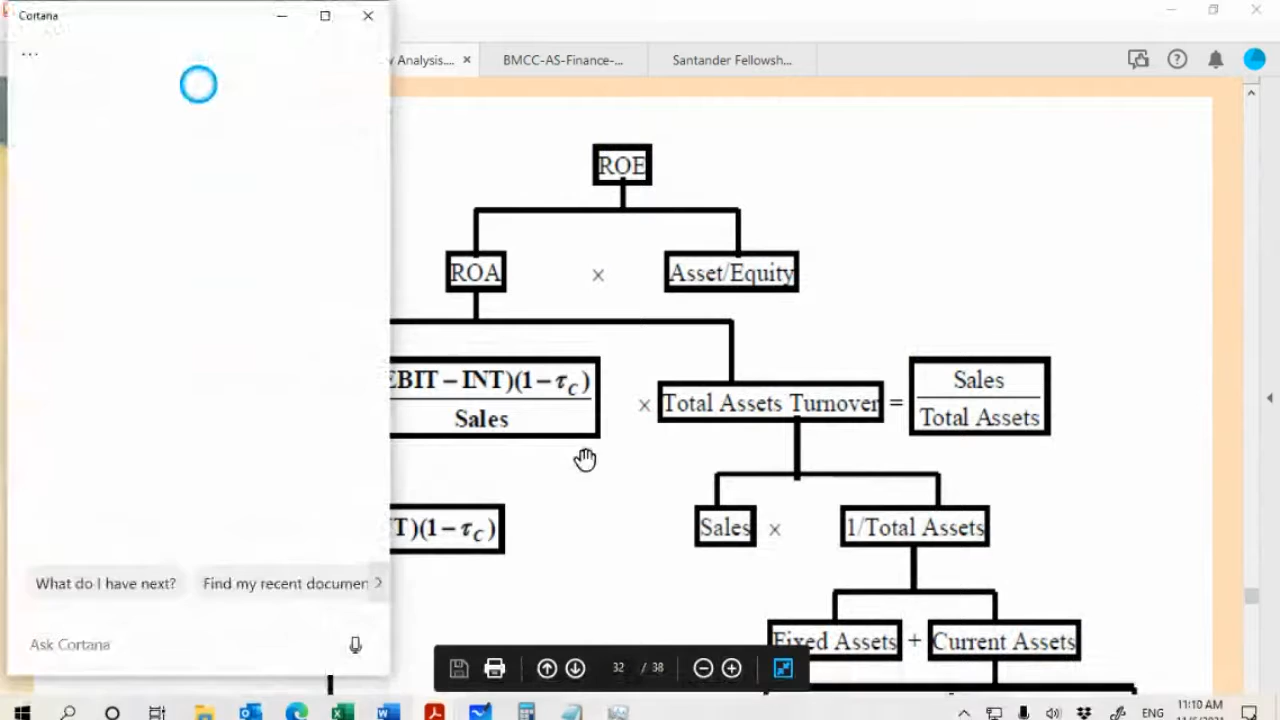 Cortana
...
y Analysis....
BMCC-AS-Finance-...
Santander Fellowsh...
ROE
ROA × Asset/Equity
EBIT – INT)(1 – τC)
Sales
× Total Assets Turnover = Sales
Total Assets
T)(1 – τC)
Sales × 1/Total Assets
What do I have next?
Find my recent documen
Ask Cortana
Fixed Assets + Current Assets
32 / 38
ENG
11:10 AM